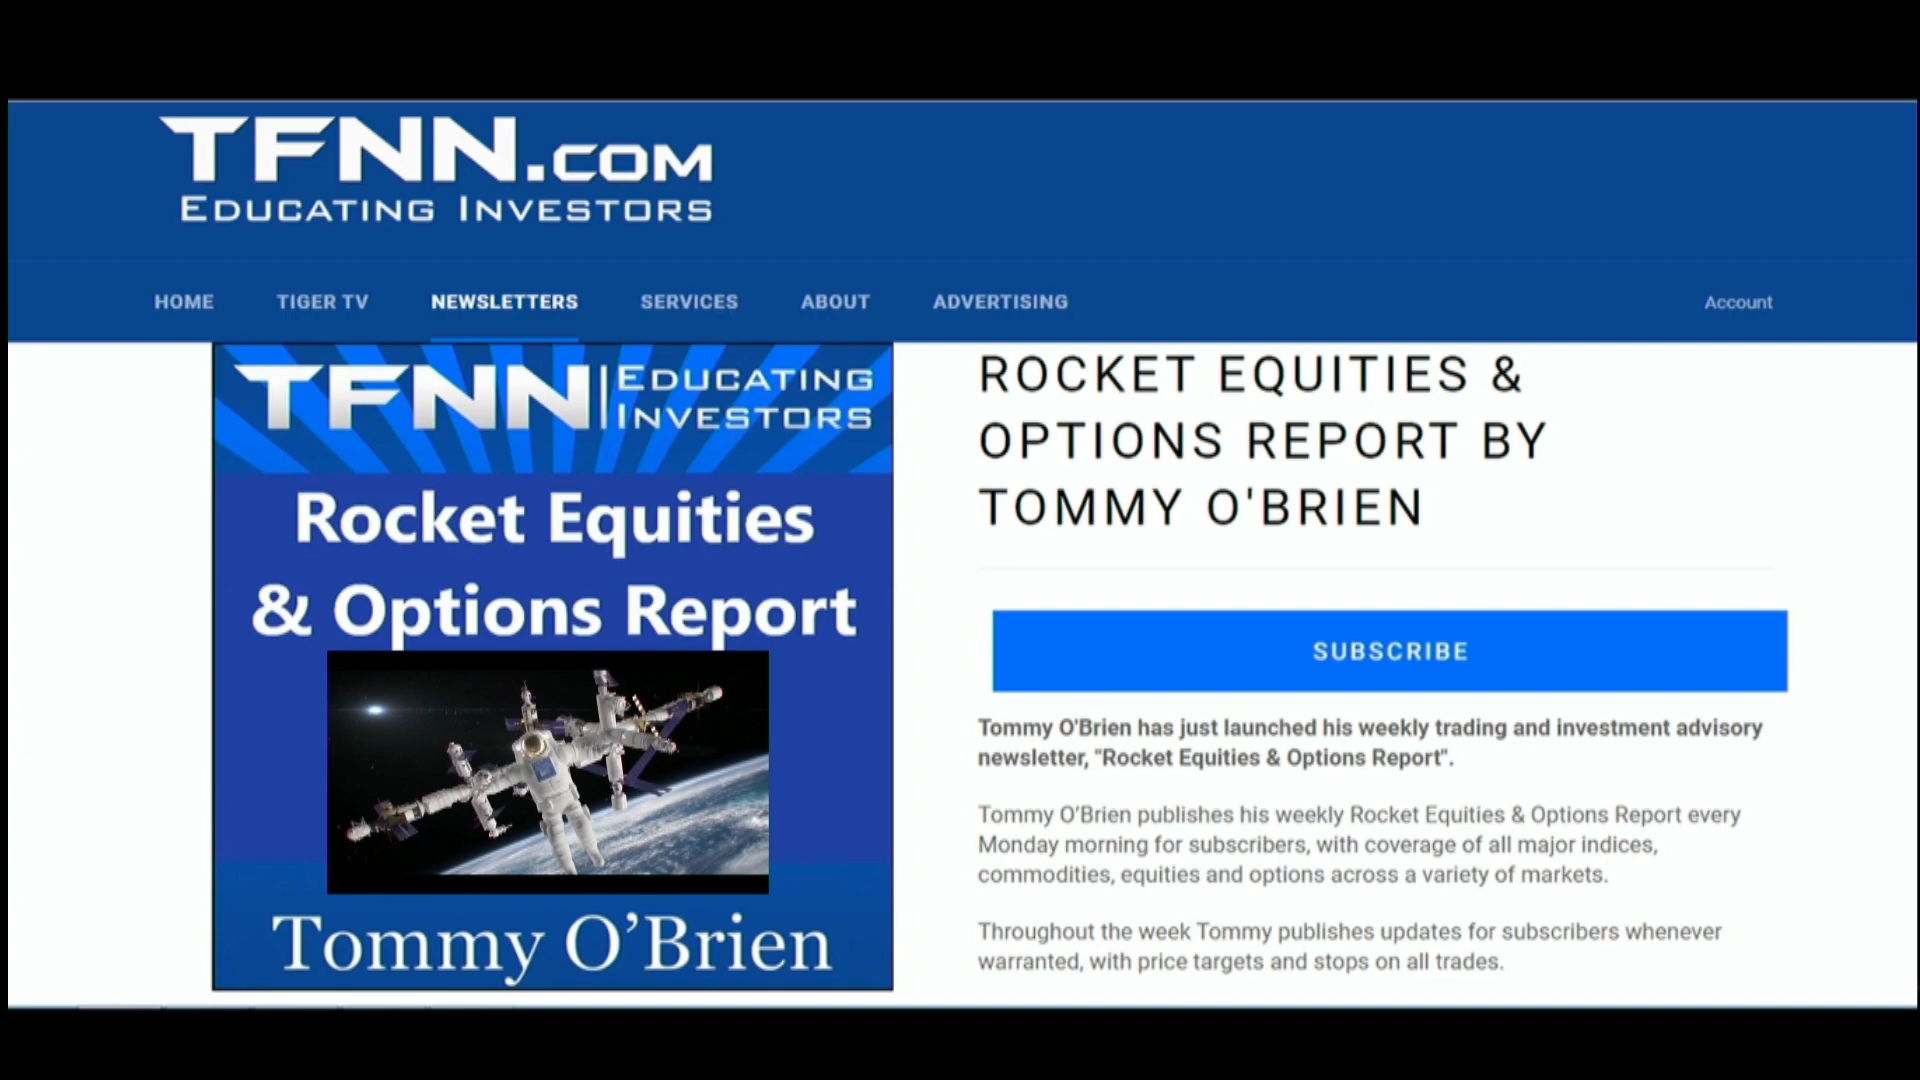 TFNN.COM
EDUCATING INVESTORS
HOME TIGER TV NEWSLETTERS SERVICES ABOUT ADVERTISING Account
TFNN EDUCATING
INVESTORS
Rocket Equities
& Options Report
Tommy O’Brien
ROCKET EQUITIES &
OPTIONS REPORT BY
TOMMY O'BRIEN
SUBSCRIBE
Tommy O'Brien has just launched his weekly trading and investment advisory
newsletter, "Rocket Equities & Options Report".
Tommy O’Brien publishes his weekly Rocket Equities & Options Report every
Monday morning for subscribers, with coverage of all major indices,
commodities, equities and options across a variety of markets.
Throughout the week Tommy publishes updates for subscribers whenever
warranted, with price targets and stops on all trades.